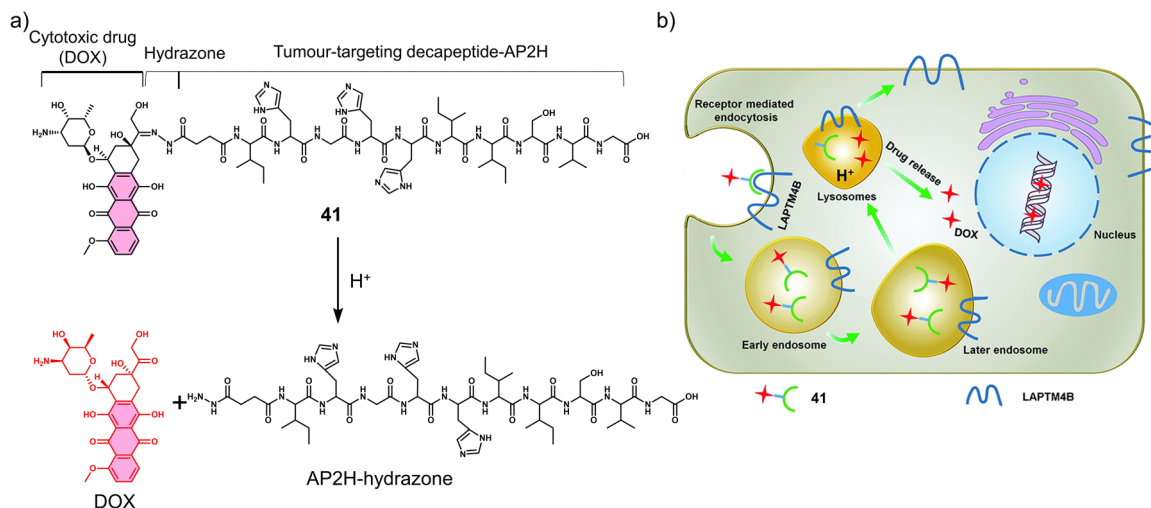 a)
Cytotoxic drug
(DOX)
Hydrazone
Tumour-targeting decapeptide-AP2H
41
H+
DOX
+
AP2H-hydrazone
b)
Receptor mediated
endocytosis
LAPTM4B
H+
Lysosomes
Drug release
DOX
Nucleus
Early endosome
Later endosome
41
LAPTM4B